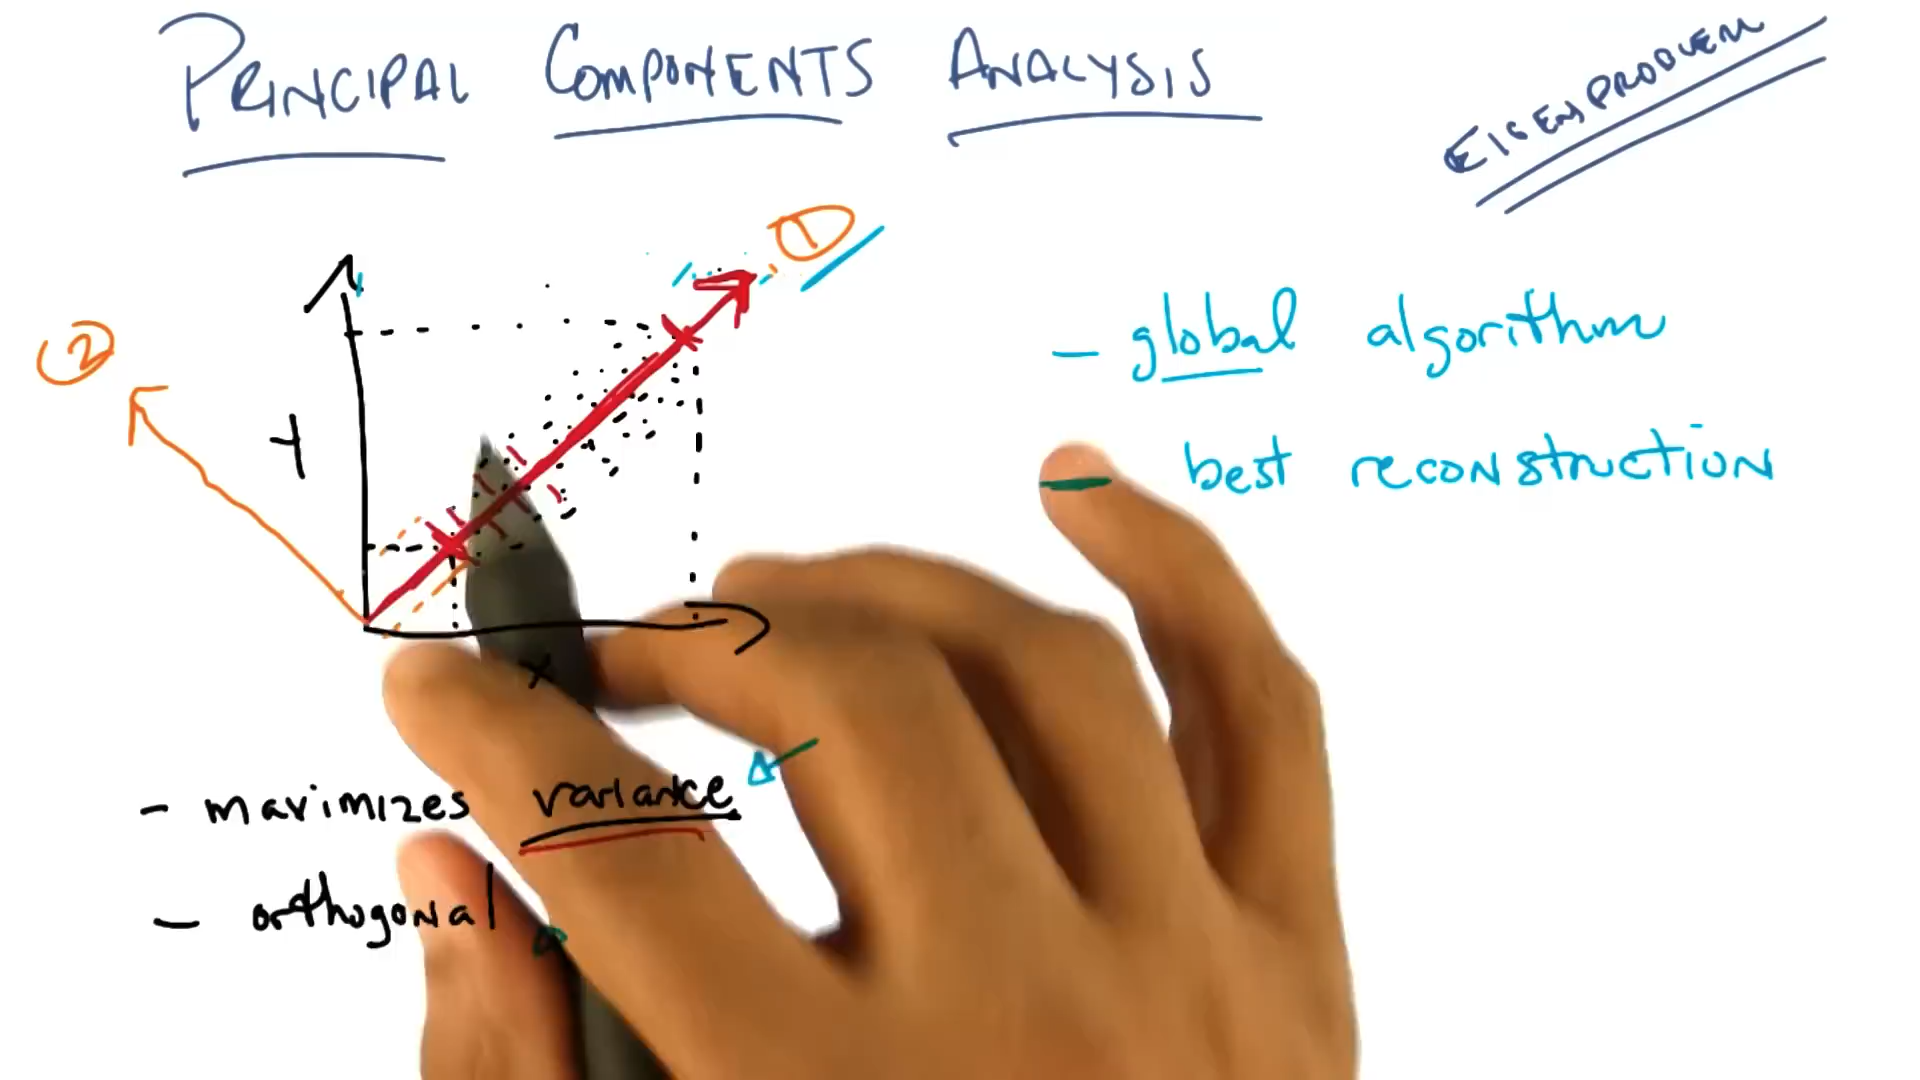 PRINCIPAL COMPONENTS ANALYSIS
EIGENPROBLEM
1
2
Y
X
- global algorithm
- best reconstruction
- maximizes variance
- orthogonal